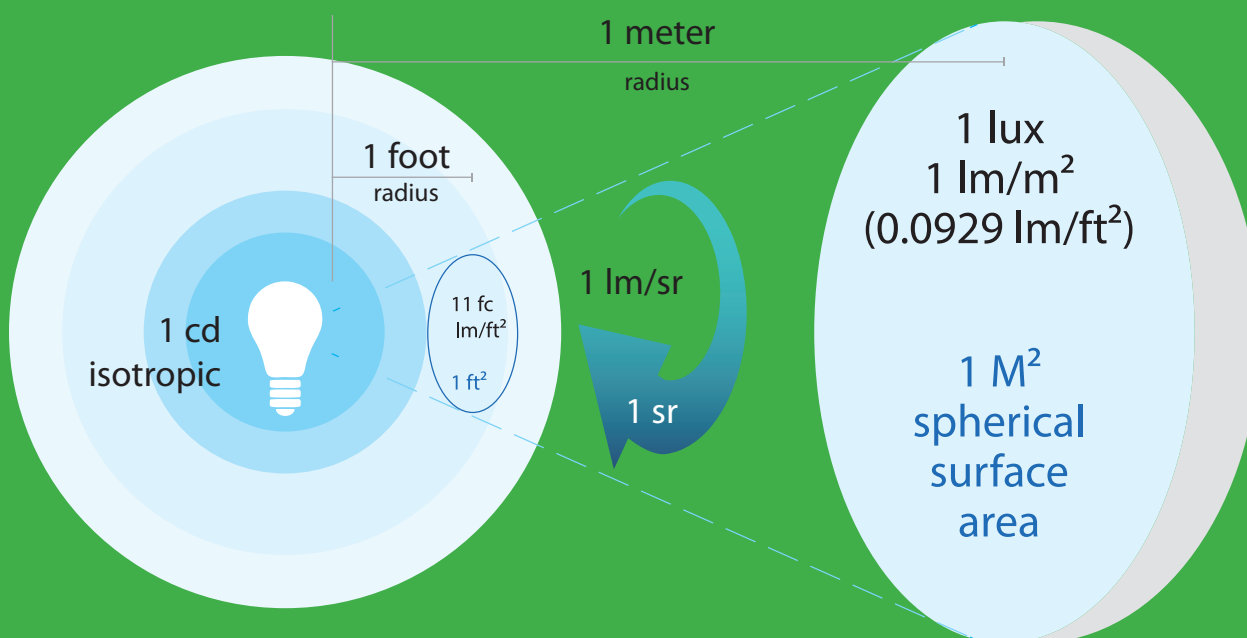 1 meter
radius
1 foot
radius
1 cd
isotropic
11 fc
lm/ft²
1 ft²
1 lm/sr
1 sr
1 lux
1 lm/m²
(0.0929 lm/ft²)
1 M²
spherical
surface
area